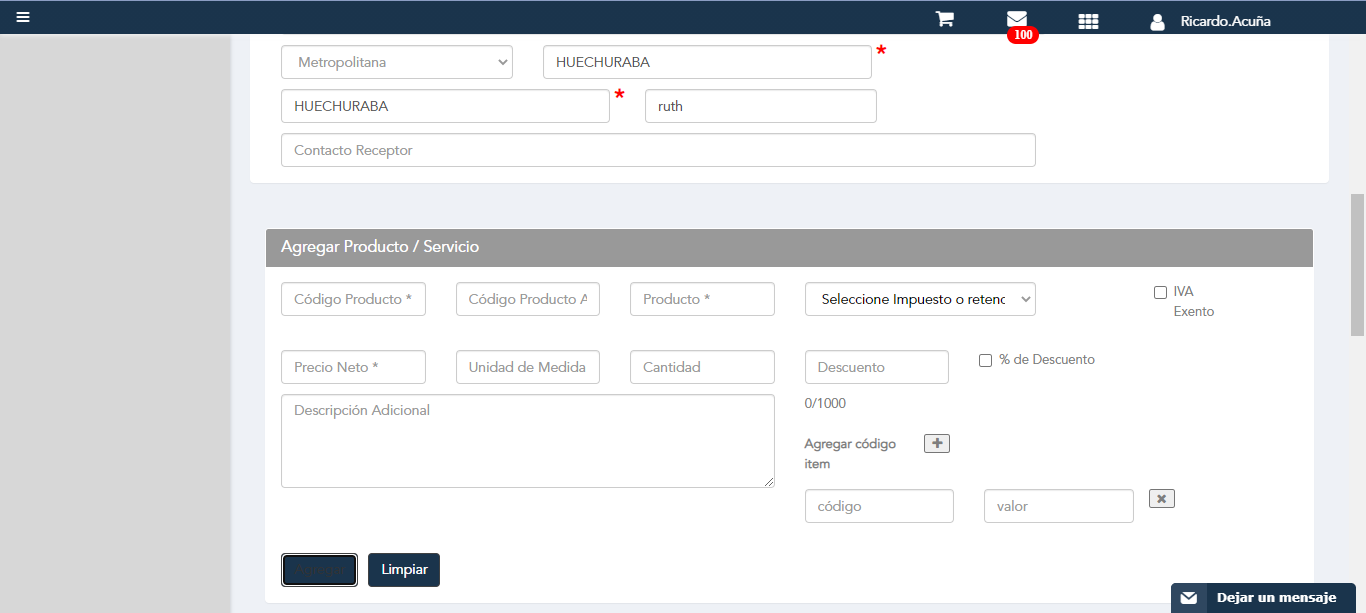 100
Ricardo.Acuña
Metropolitana
HUECHURABA
*
HUECHURABA
*
ruth
Contacto Receptor
Agregar Producto / Servicio
Código Producto *
Código Producto A
Producto *
Seleccione Impuesto o retenc
IVA
Exento
Precio Neto *
Unidad de Medida
Cantidad
Descuento
% de Descuento
Descripción Adicional
0/1000
Agregar código
item
código
valor
Agregar
Limpiar
Dejar un mensaje